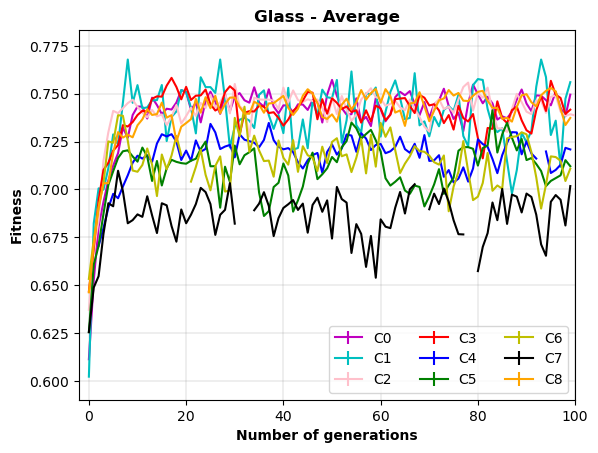 Glass - Average
0.775
0.750
0.725
0.700
0.675
0.650
0.625
0.600
Fitness
0 20 40 60 80 100
Number of generations
C0 C3 C6
C1 C4 C7
C2 C5 C8